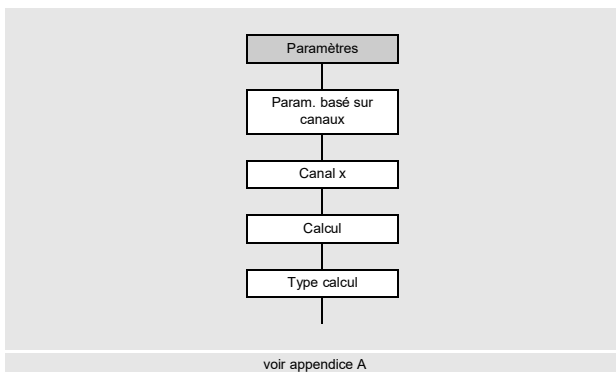 Paramètres
Param. basé sur
canaux
Canal x
Calcul
Type calcul
voir appendice A